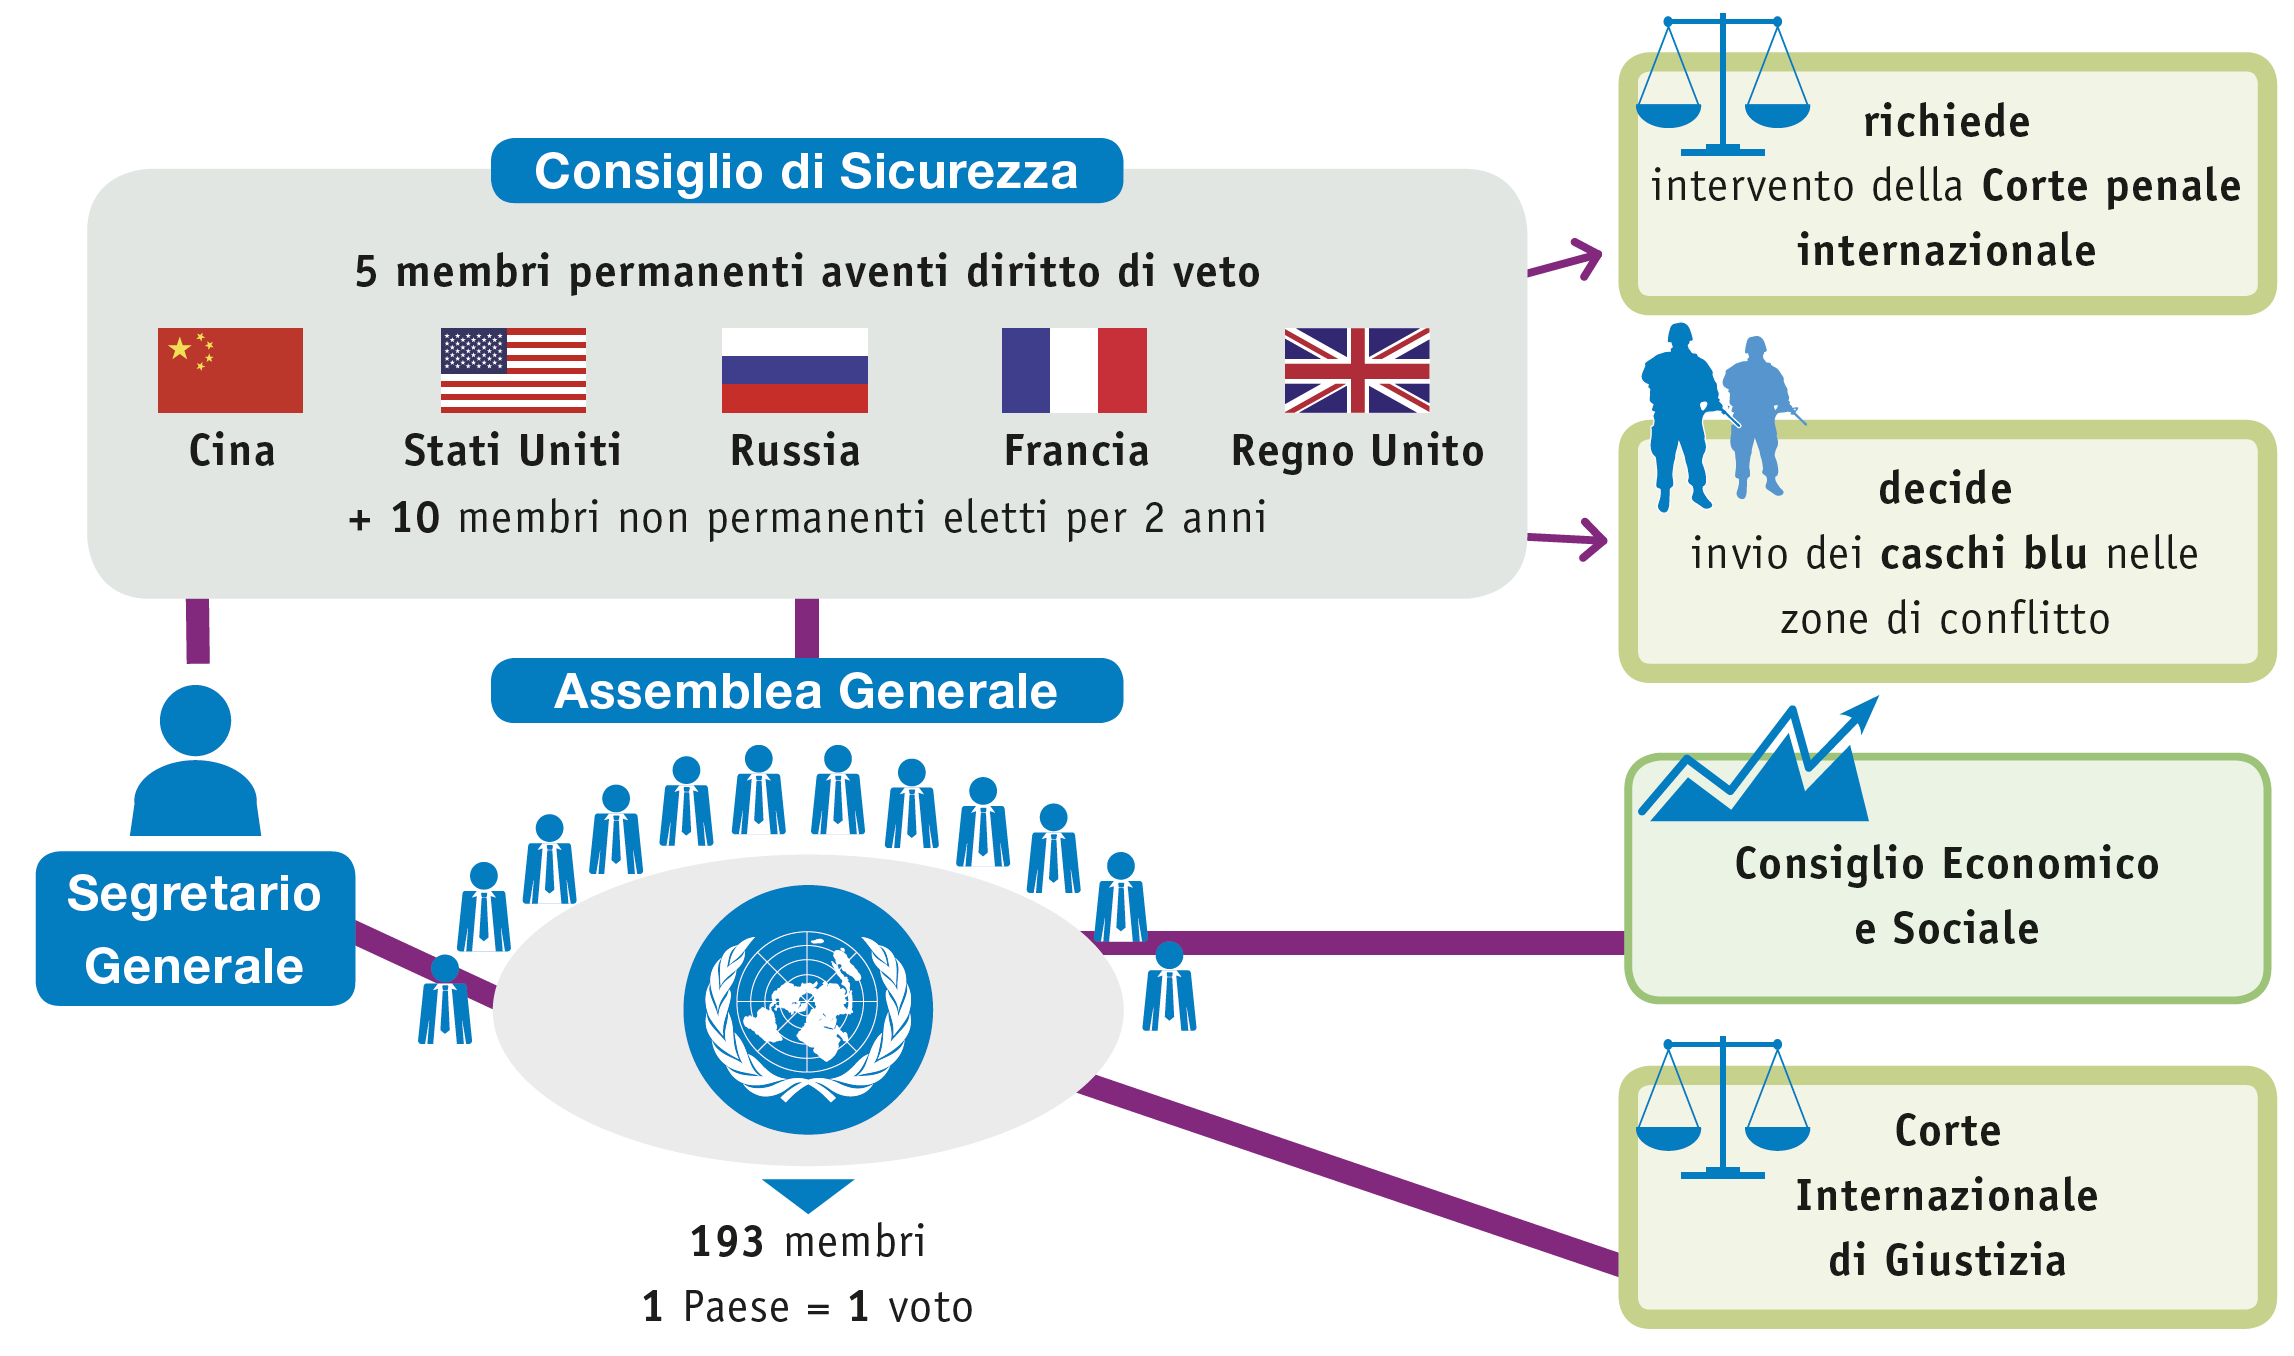 Consiglio di Sicurezza
5 membri permanenti aventi diritto di veto
Cina
Stati Uniti
Russia
Francia
Regno Unito
+ 10 membri non permanenti eletti per 2 anni
richiede
intervento della Corte penale
internazionale
decide
invio dei caschi blu nelle
zone di conflitto
Segretario
Generale
Assemblea Generale
193 membri
1 Paese = 1 voto
Consiglio Economico
e Sociale
Corte
Internazionale
di Giustizia